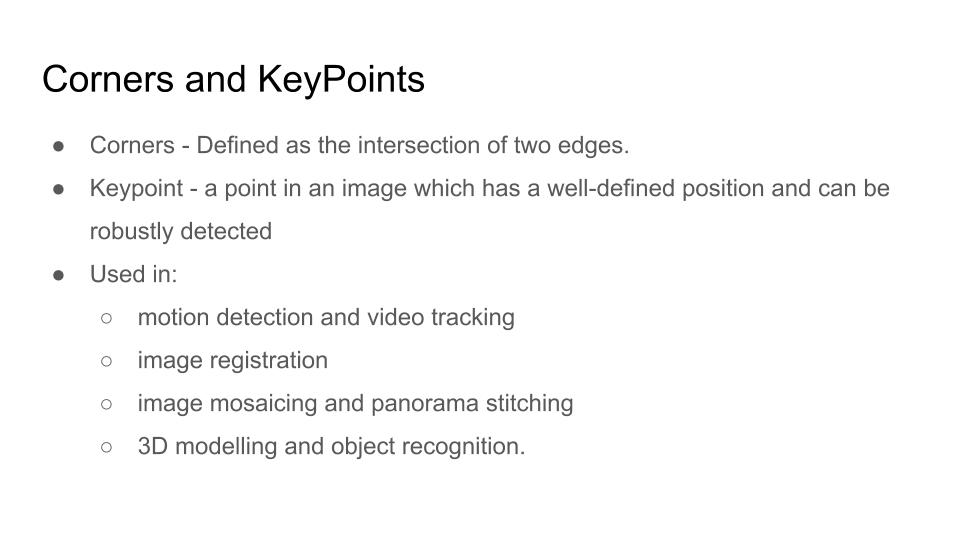 Corners and KeyPoints
● Corners - Defined as the intersection of two edges.
● Keypoint - a point in an image which has a well-defined position and can be
robustly detected
● Used in:
○ motion detection and video tracking
○ image registration
○ image mosaicing and panorama stitching
○ 3D modelling and object recognition.